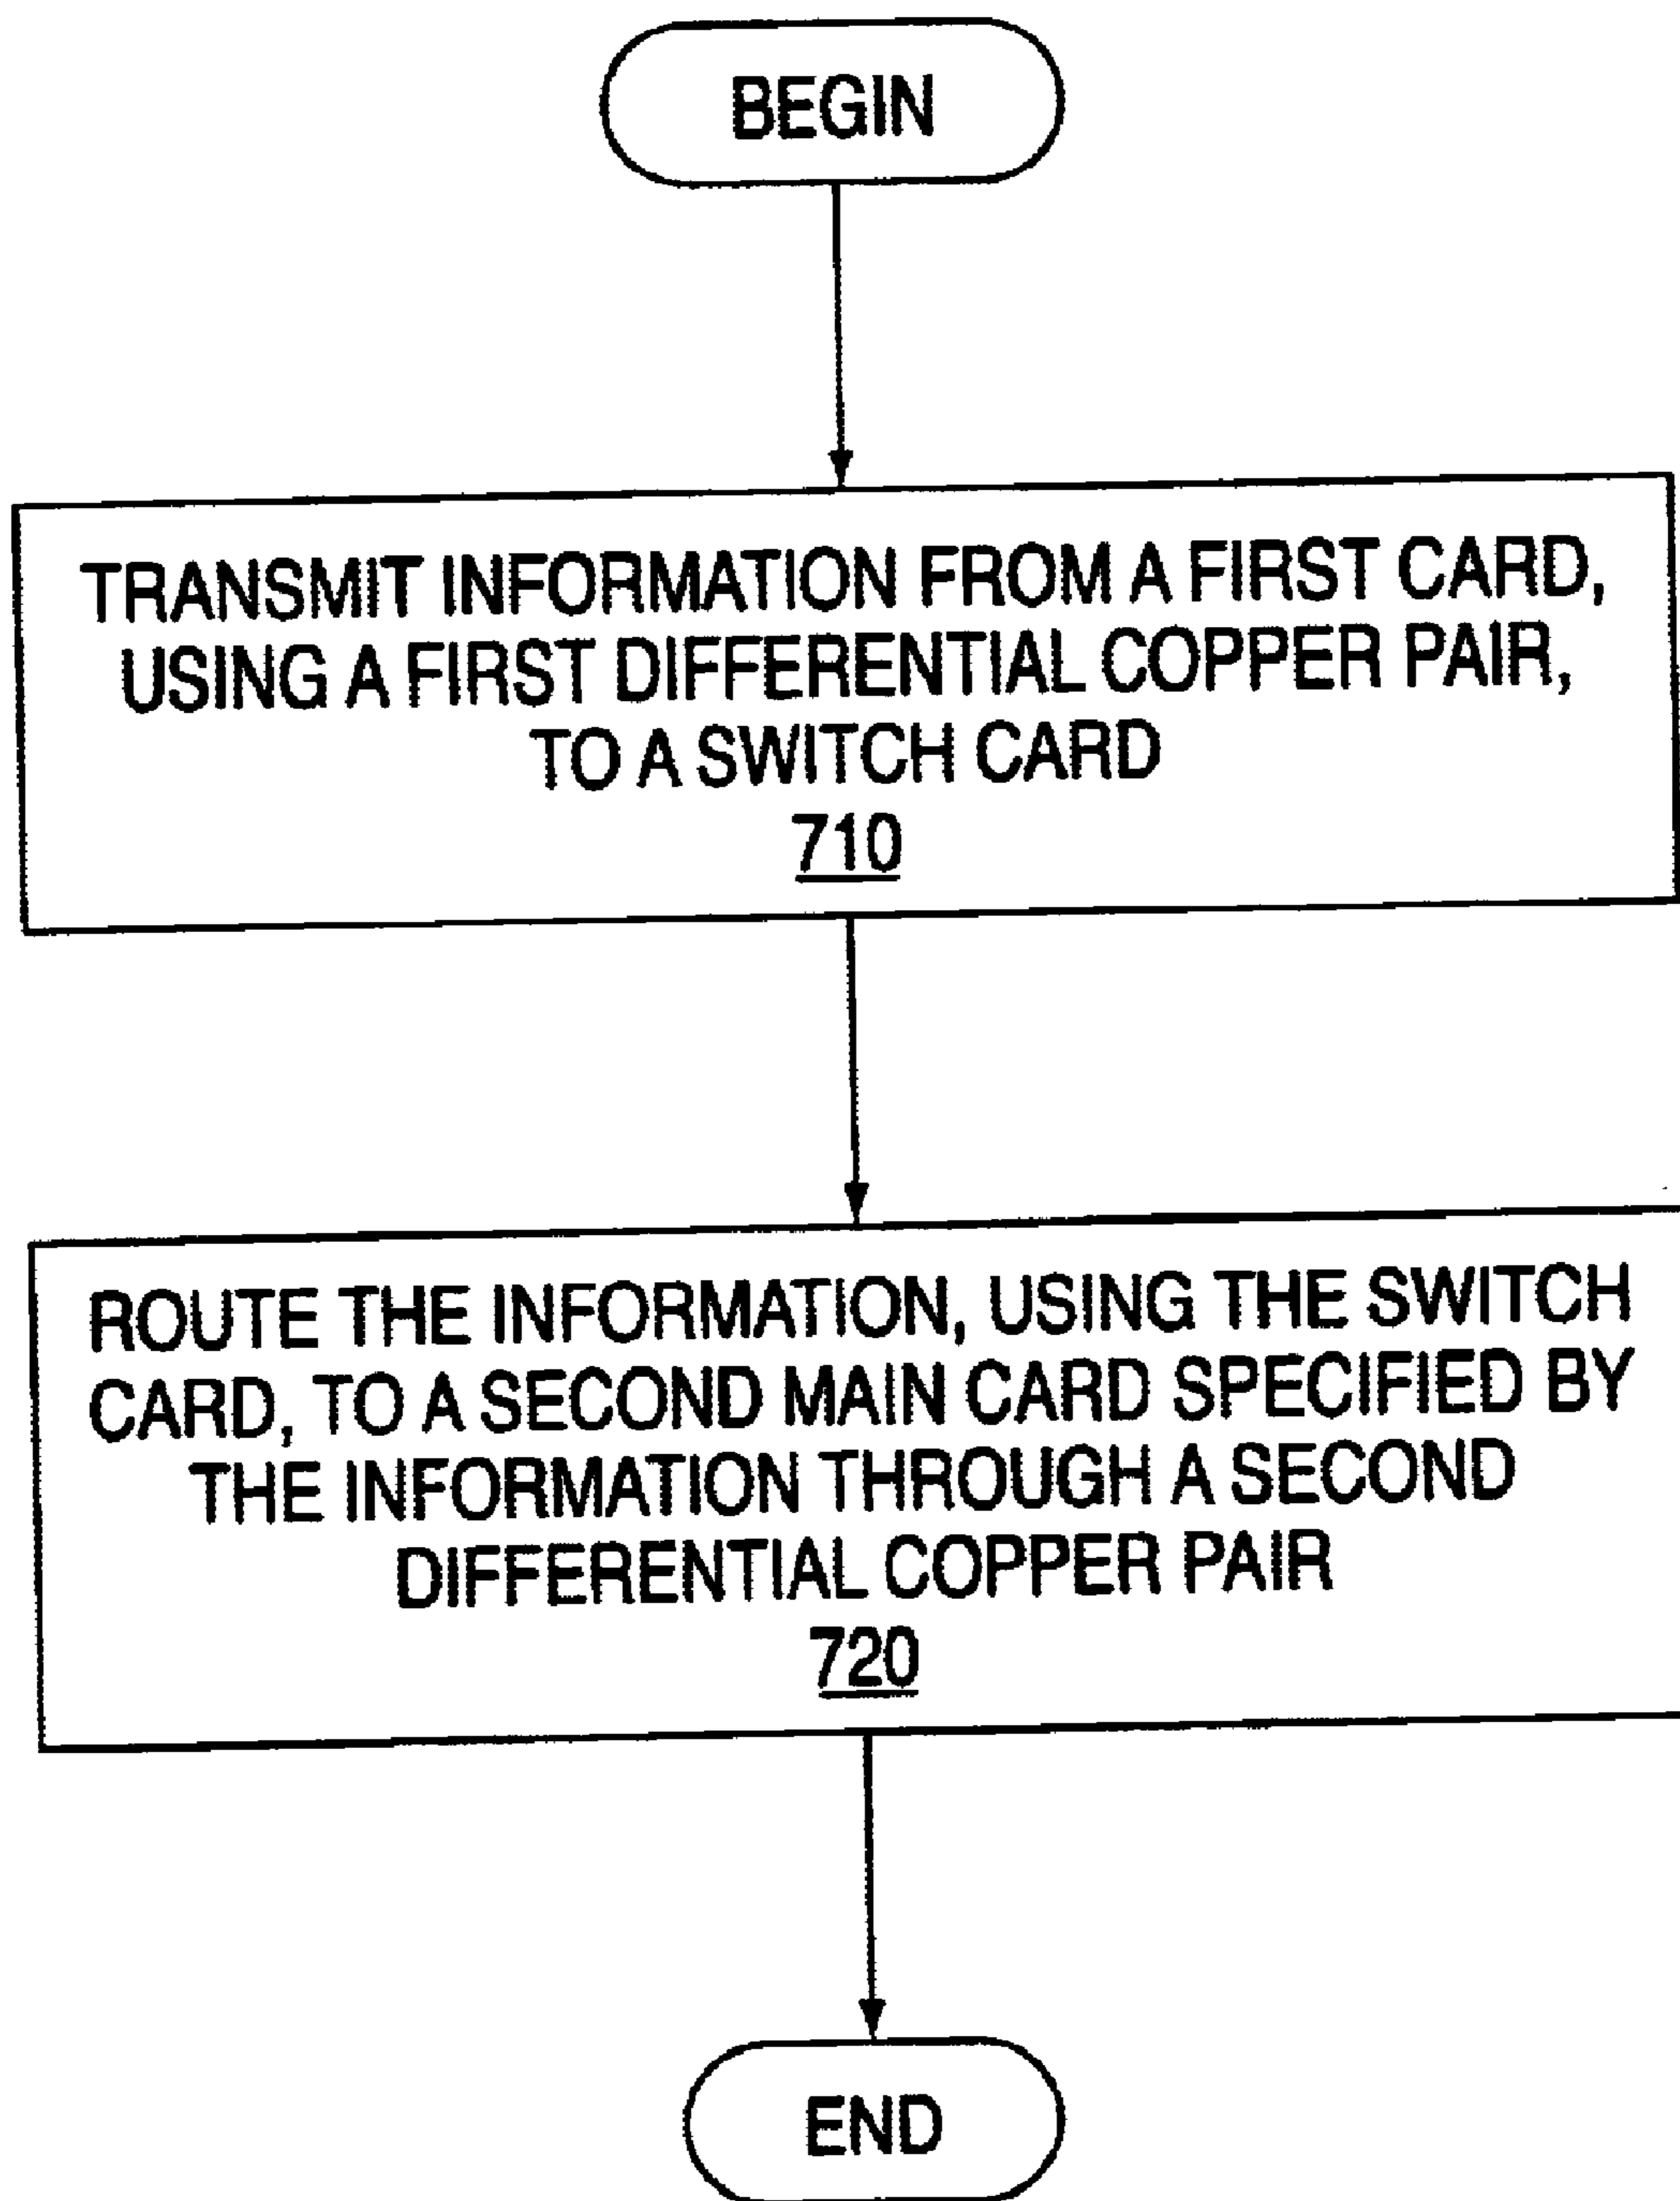 BEGIN
TRANSMIT INFORMATION FROM A FIRST CARD,
USING A FIRST DIFFERENTIAL COPPER PAIR,
TO A SWITCH CARD
710
ROUTE THE INFORMATION, USING THE SWITCH
CARD, TO A SECOND MAIN CARD SPECIFIED BY
THE INFORMATION THROUGH A SECOND
DIFFERENTIAL COPPER PAIR
720
END